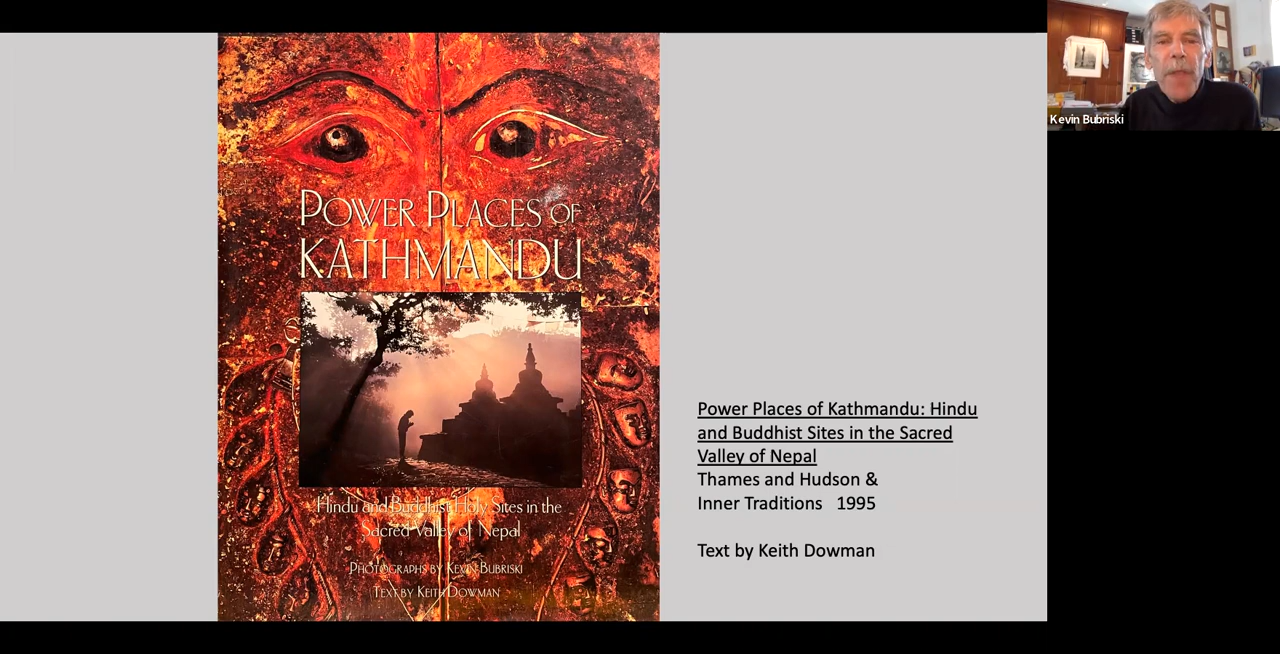 POWER PLACES OF
KATHMANDU
Hindu and Buddhist Holy Sites in the
Sacred Valley of Nepal
PHOTOGRAPHS BY KEVIN BUBRISKI
TEXT BY KEITH DOWMAN
Power Places of Kathmandu: Hindu
and Buddhist Sites in the Sacred
Valley of Nepal
Thames and Hudson &
Inner Traditions 1995
Text by Keith Dowman
Kevin Bubriski